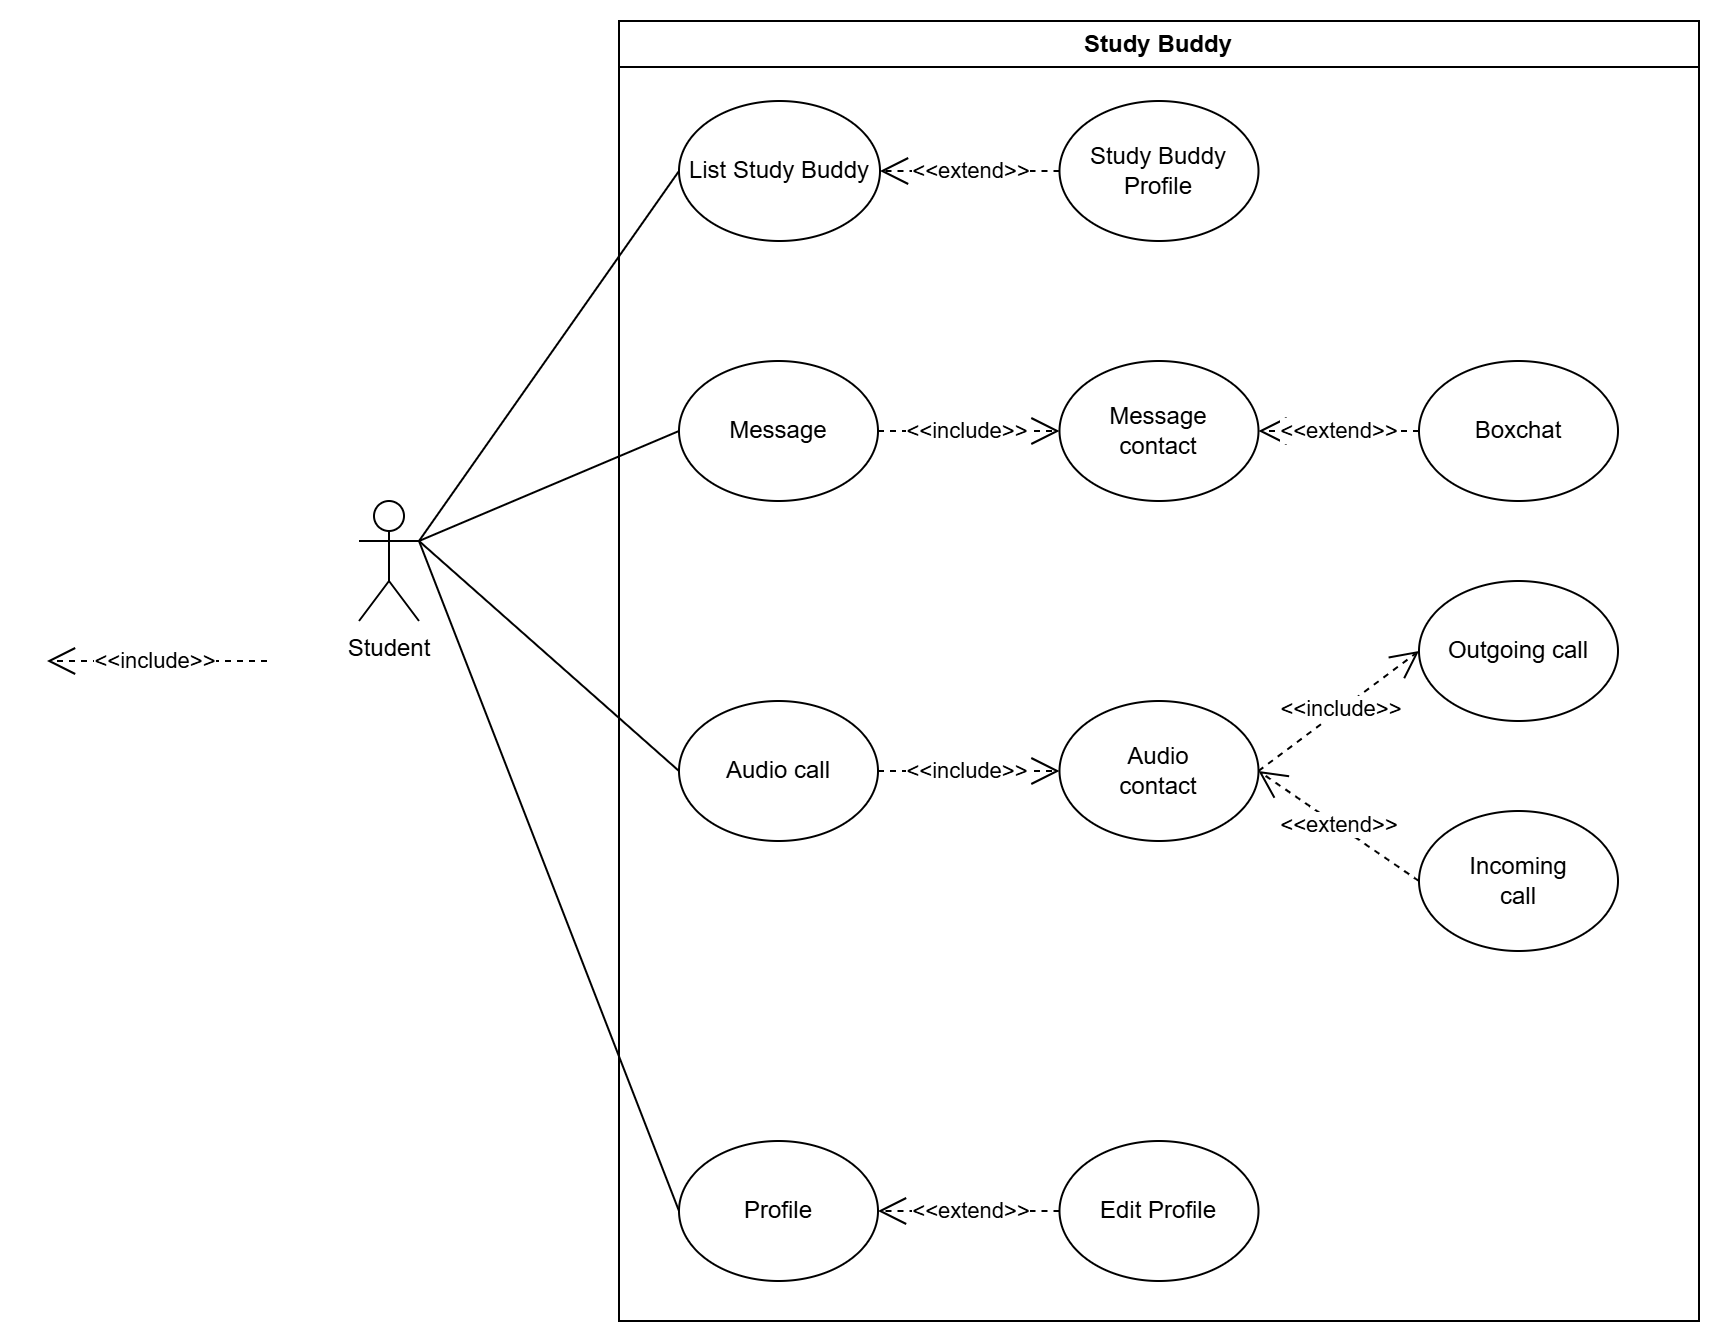 Study Buddy
List Study Buddy
<<extend>>
Study Buddy
Profile
Message
<<include>>
Message
contact
<<extend>>
Boxchat
Student
<<include>>
Audio call
<<include>>
Audio
contact
<<include>>
Outgoing call
<<extend>>
Incoming
call
Profile
<<extend>>
Edit Profile